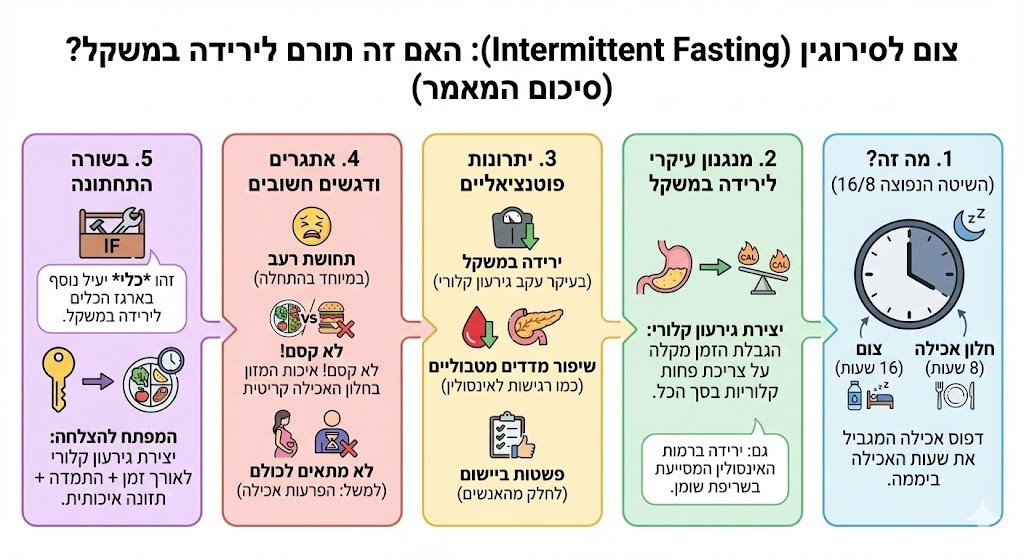 צום לסירוגין (Intermittent Fasting): האם זה תורם לירידה במשקל?
(סיכום המאמר)
1. מה זה?
(השיטה הנפוצה 16/8)
zzz
חלון אכילה
(8 שעות)
צום
(16 שעות)
zzz
דפוס אכילה המגביל
את שעות האכילה
ביממה.
2. מנגנון עיקרי
לירידה במשקל
CAL
CAL
יצירת גירעון קלורי:
הגבלת הזמן מקלה
על צריכת פחות
קלוריות בסך הכל.
גם: ירידה ברמות
האינסולין המסייעת
בשריפת שומן.
3. יתרונות
פוטנציאליים
ירידה במשקל
(בעיקר עקב גירעון קלורי)
שיפור מדדים מטבוליים
(כמו רגישות לאינסולין)
פשטות ביישום
(לחלק מהאנשים)
4. אתגרים
ודגשים חשובים
תחושת רעב
(במיוחד בהתחלה)
VS
לא קסם!
לא קסם! איכות המזון
בחלון האכילה קריטית
לא מתאים לכולם
(למשל: הפרעות אכילה)
5. בשורה
התחתונה
IF
זהו *כלי* יעיל נוסף
בארגז הכלים
לירידה במשקל.
המפתח להצלחה:
יצירת גירעון קלורי
לאורך זמן + התמדה +
תזונה איכותית.